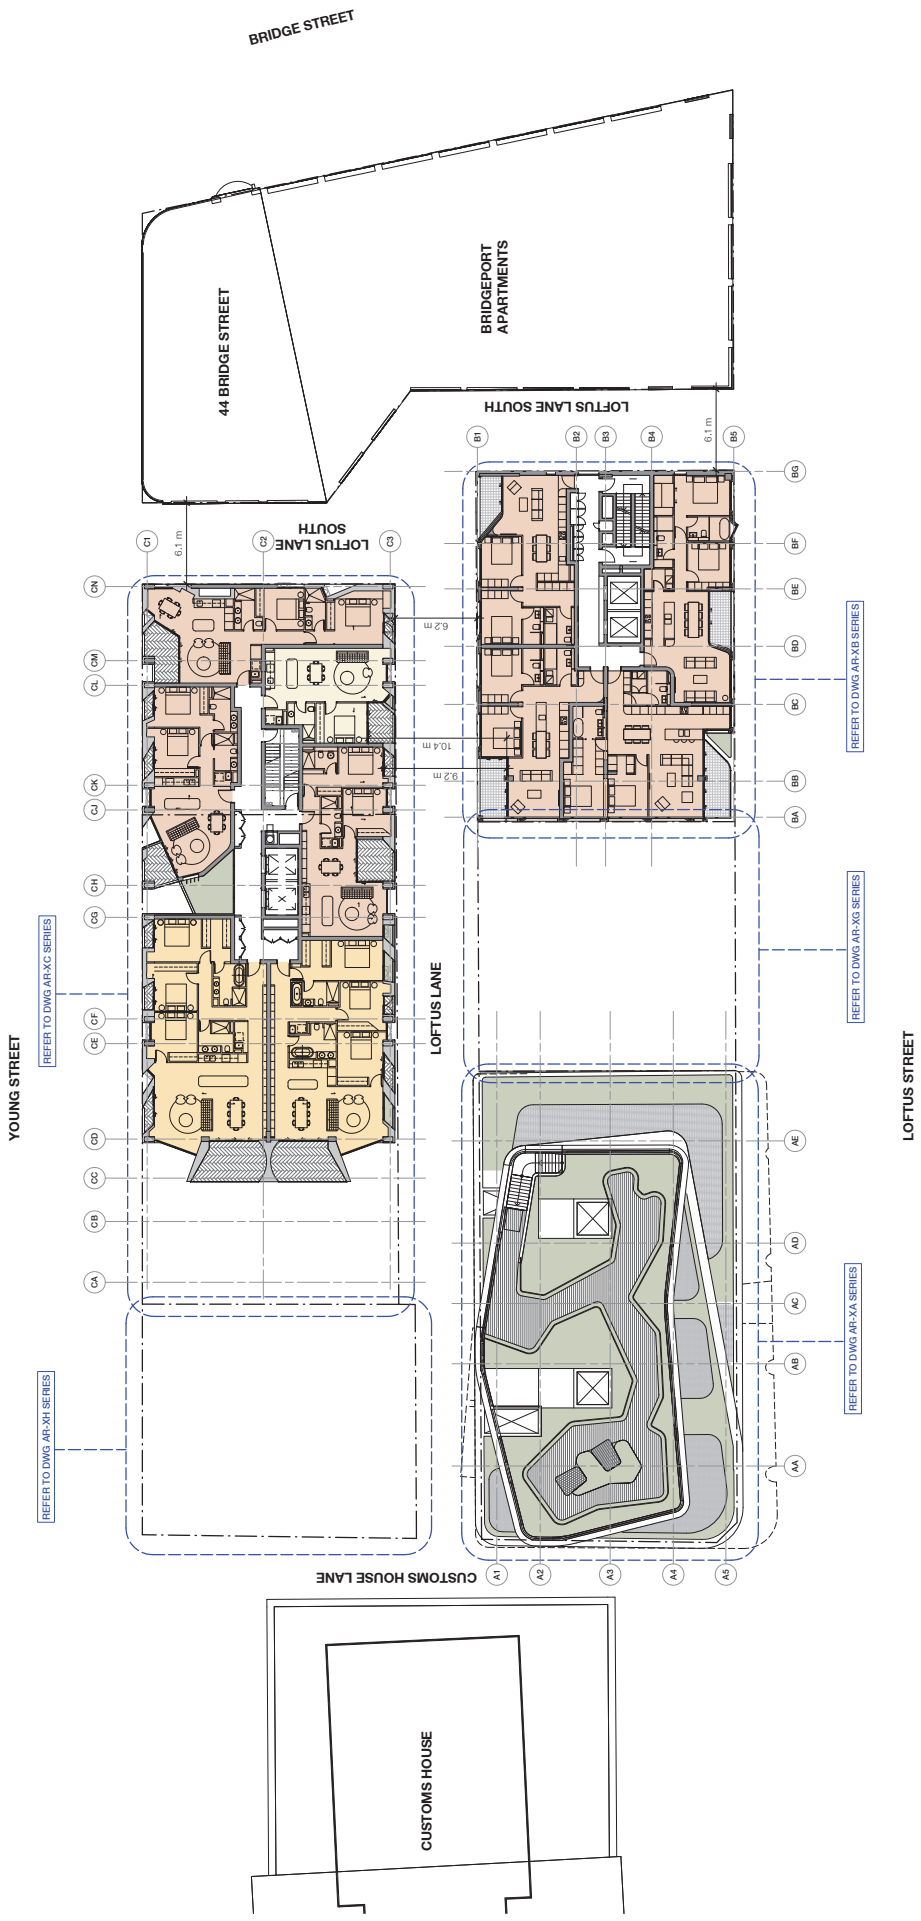 BRIDGE STREET
44 BRIDGE STREET
BRIDGEPORT
APARTMENTS
LOFTUS LANE SOUTH
6.1 m
B1
B2
B3
B4
B5
BG
BF
BE
BD
BC
BB
BA
REFER TO DWG AR-XB SERIES
LOFTUS LANE
SOUTH
6.1 m
C1
C2
C3
CN
CM
CL
CK
CJ
CH
CG
CF
CE
CD
CC
CB
CA
6.2 m
10.4 m
9.2 m
REFER TO DWG AR-XC SERIES
REFER TO DWG AR-XG SERIES
YOUNG STREET
LOFTUS LANE
LOFTUS STREET
AE
AD
AC
AB
AA
REFER TO DWG AR-XA SERIES
REFER TO DWG AR-XH SERIES
A1
A2
A3
A4
A5
CUSTOMS HOUSE LANE
CUSTOMS HOUSE